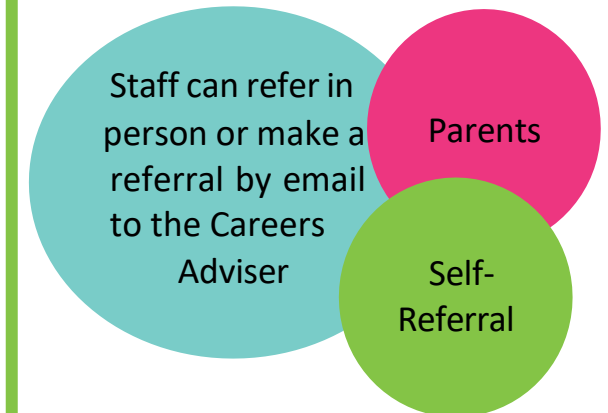 Staff can refer in
person or make a
referral by email
to the Careers
Adviser
Parents
Self-
Referral